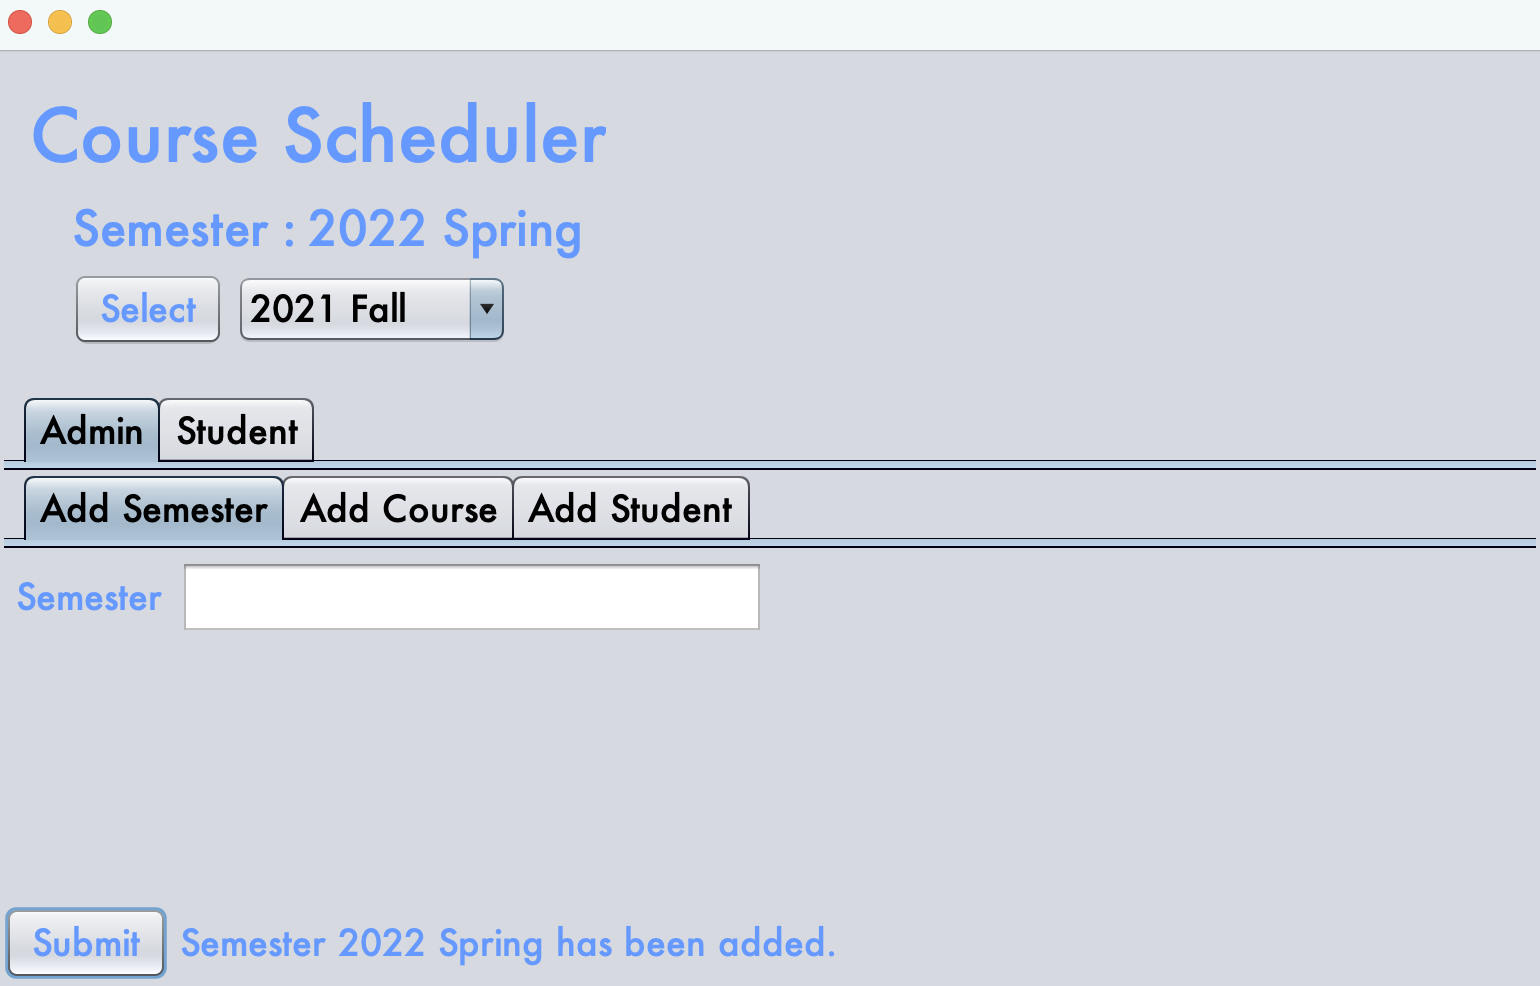 Course Scheduler
Semester : 2022 Spring
Select 2021 Fall
Admin Student
Add Semester Add Course Add Student
Semester
Submit Semester 2022 Spring has been added.